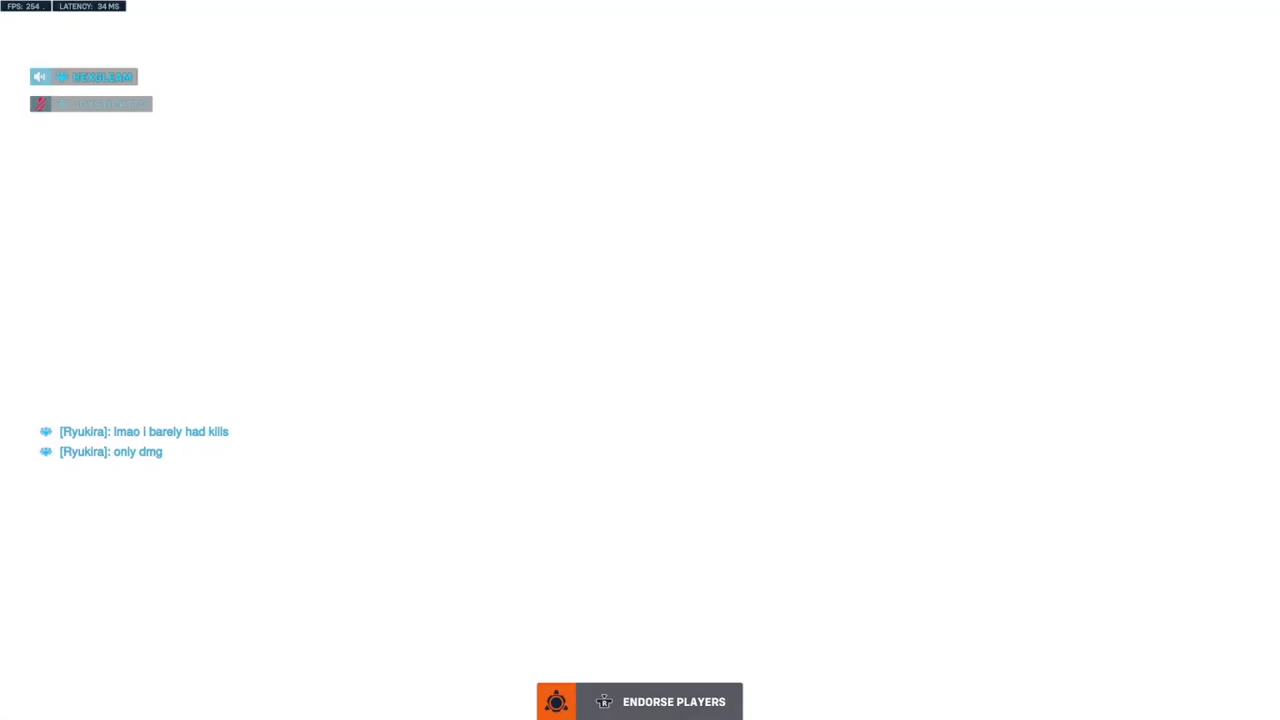 FPS: 254 . LATENCY: 34 MS
HEXGLEAM
[Ryukira]: lmao i barely had kills
[Ryukira]: only dmg
R ENDORSE PLAYERS